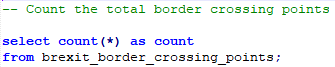 -- Count the total border crossing points
select count(*) as count
from brexit_border_crossing_points;